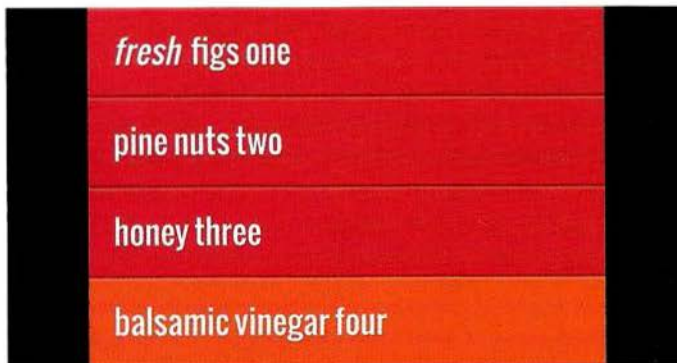 fresh figs one
pine nuts two
honey three
balsamic vinegar four